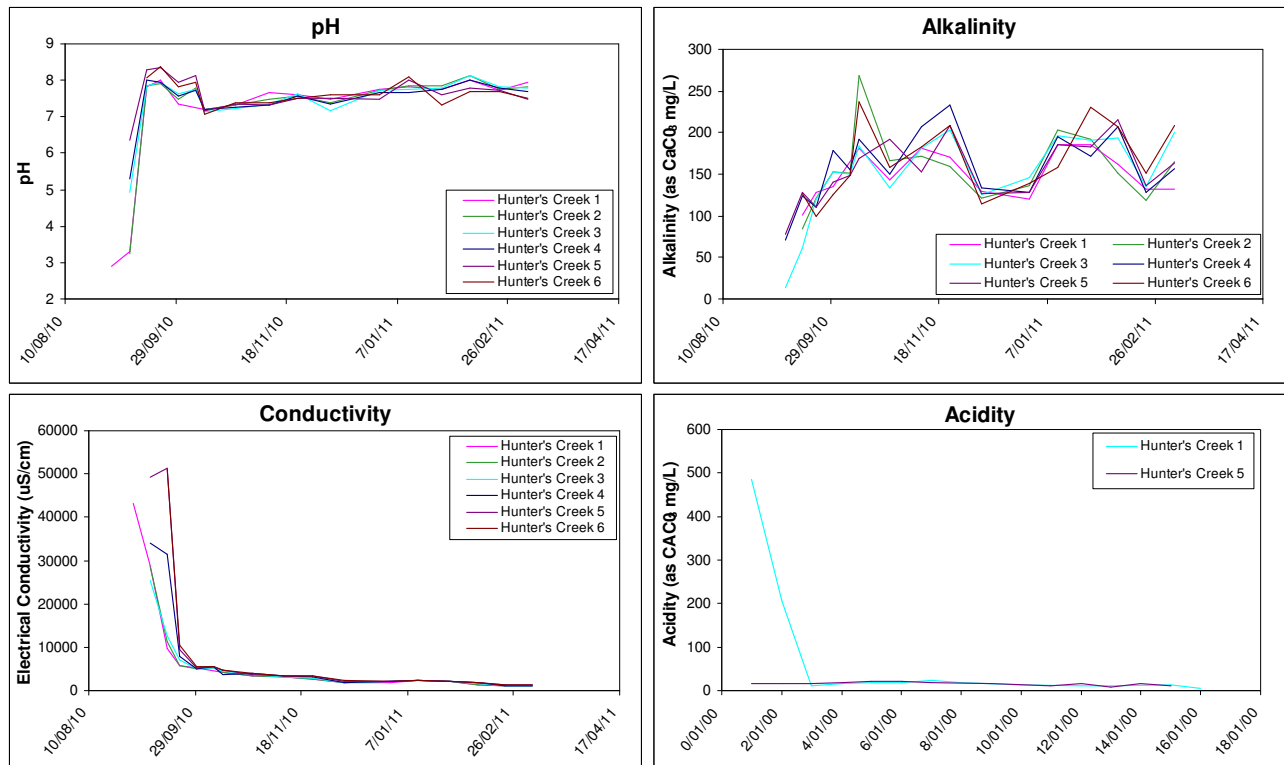 pH
9
8
7
6
5
4
3
2
pH
Hunter's Creek 1
Hunter's Creek 2
Hunter's Creek 3
Hunter's Creek 4
Hunter's Creek 5
Hunter's Creek 6
10/08/10
29/09/10
18/11/10
7/01/11
26/02/11
17/04/11
Alkalinity
300
250
200
150
100
50
0
Alkalinity (as CaCO3 mg/L)
Hunter's Creek 1 Hunter's Creek 2
Hunter's Creek 3 Hunter's Creek 4
Hunter's Creek 5 Hunter's Creek 6
10/08/10
29/09/10
18/11/10
7/01/11
26/02/11
17/04/11
Conductivity
60000
50000
40000
30000
20000
10000
0
Electrical Conductivity (uS/cm)
Hunter's Creek 1
Hunter's Creek 2
Hunter's Creek 3
Hunter's Creek 4
Hunter's Creek 5
Hunter's Creek 6
10/08/10
29/09/10
18/11/10
7/01/11
26/02/11
17/04/11
Acidity
600
500
400
300
200
100
0
Acidity (as CACO3 mg/L)
Hunter's Creek 1
Hunter's Creek 5
0/01/00
2/01/00
4/01/00
6/01/00
8/01/00
10/01/00
12/01/00
14/01/00
16/01/00
18/01/00